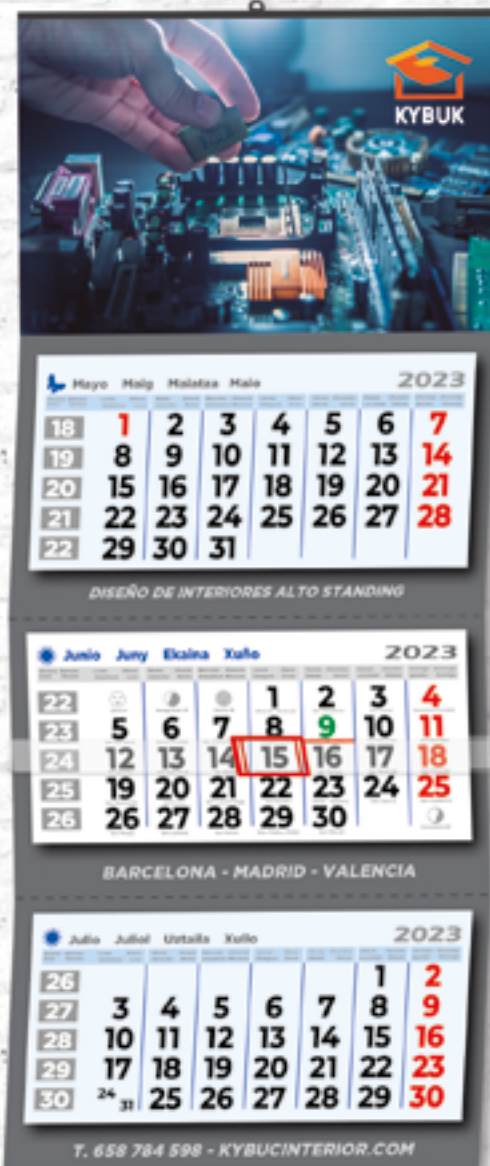 KYBUK
Mayo Maig Maiatza Maio 2023
18 1 2 3 4 5 6 7
19 8 9 10 11 12 13 14
20 15 16 17 18 19 20 21
21 22 23 24 25 26 27 28
22 29 30 31
DISEÑO DE INTERIORES ALTO STANDING
Junio Juny Ekaina Xuño 2023
22 1 2 3 4
23 5 6 7 8 9 10 11
24 12 13 14 15 16 17 18
25 19 20 21 22 23 24 25
26 26 27 28 29 30
BARCELONA - MADRID - VALENCIA
Julio Juliol Uztaila Xullo 2023
26 1 2
27 3 4 5 6 7 8 9
28 10 11 12 13 14 15 16
29 17 18 19 20 21 22 23
30 24 31 25 26 27 28 29 30
T. 658 784 598 - KYBUCINTERIOR.COM